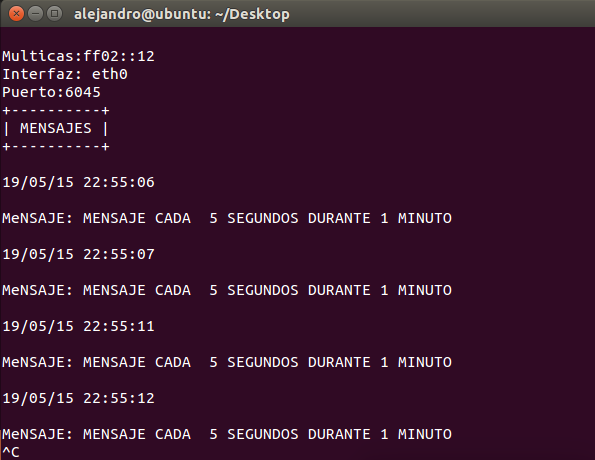 alejandro@ubuntu: ~/Desktop
Multicas:ff02::12
Interfaz: eth0
Puerto:6045
+----------+
| MENSAJES |
+----------+
19/05/15 22:55:06
MeNSAJE: MENSAJE CADA  5 SEGUNDOS DURANTE 1 MINUTO
19/05/15 22:55:07
MeNSAJE: MENSAJE CADA  5 SEGUNDOS DURANTE 1 MINUTO
19/05/15 22:55:11
MeNSAJE: MENSAJE CADA  5 SEGUNDOS DURANTE 1 MINUTO
19/05/15 22:55:12
MeNSAJE: MENSAJE CADA  5 SEGUNDOS DURANTE 1 MINUTO
^C